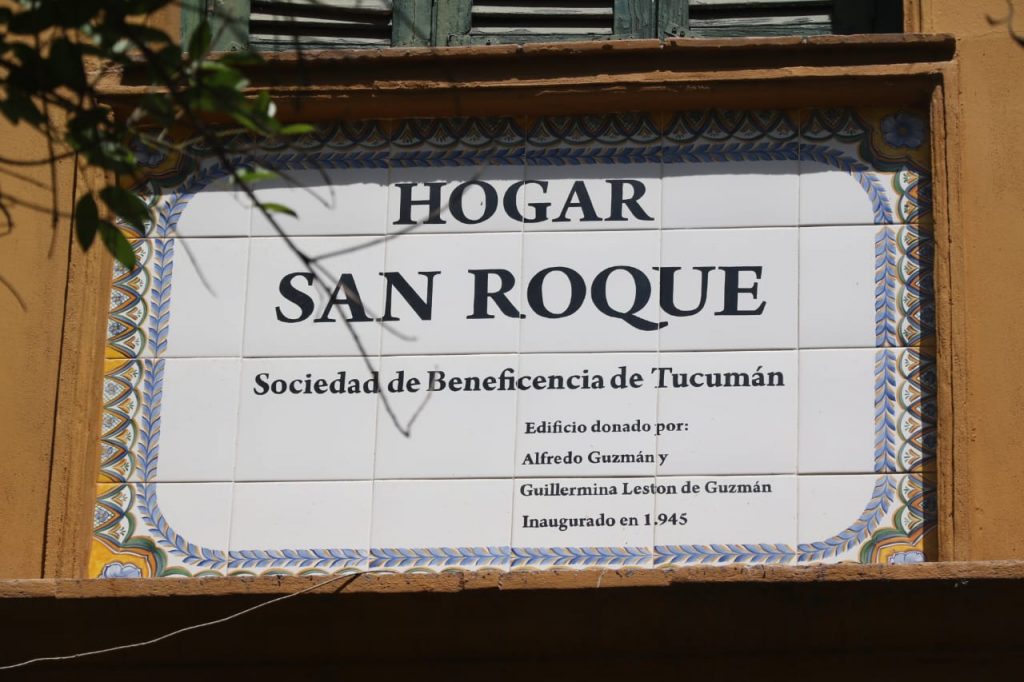 HOGAR
SAN ROQUE
Sociedad de Beneficencia de Tucumán
Edificio donado por:
Alfredo Guzmán y
Guillermina Leston de Guzmán
Inaugurado en 1.945